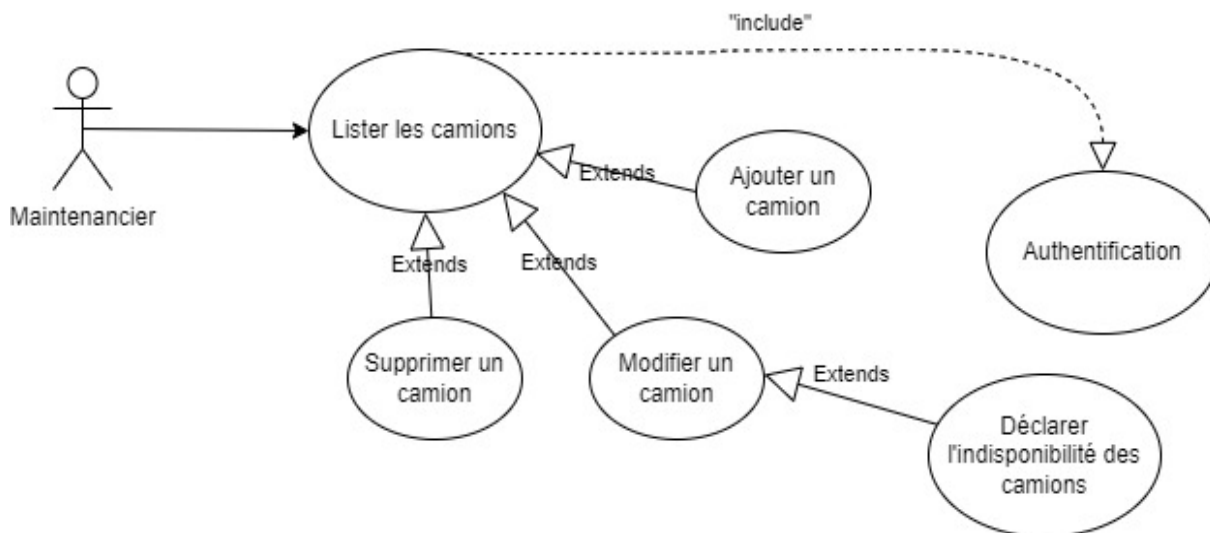 "include"
Lister les camions
Maintenancier
Extends
Ajouter un
camion
Authentification
Extends
Extends
Supprimer un
camion
Modifier un
camion
Extends
Déclarer
l'indisponibilité des
camions